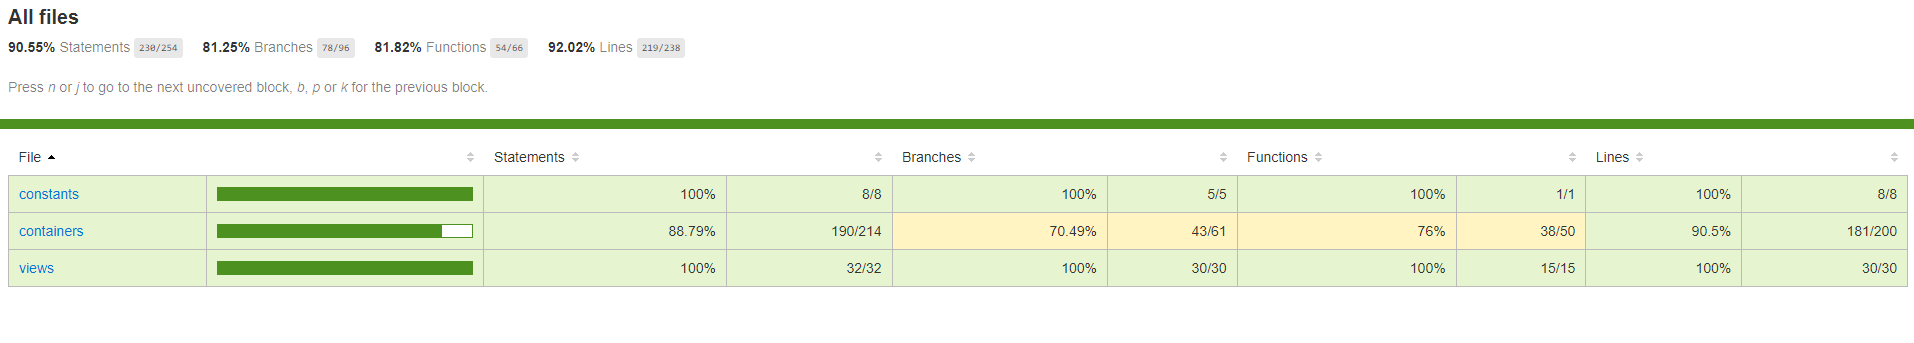 All files
90.55% Statements 230/254 81.25% Branches 78/96 81.82% Functions 54/66 92.02% Lines 219/238
Press n or j to go to the next uncovered block, b, p or k for the previous block.
File Statements Branches Functions Lines
constants 100% 8/8 100% 5/5 100% 1/1 100% 8/8
containers 88.79% 190/214 70.49% 43/61 76% 38/50 90.5% 181/200
views 100% 32/32 100% 30/30 100% 15/15 100% 30/30